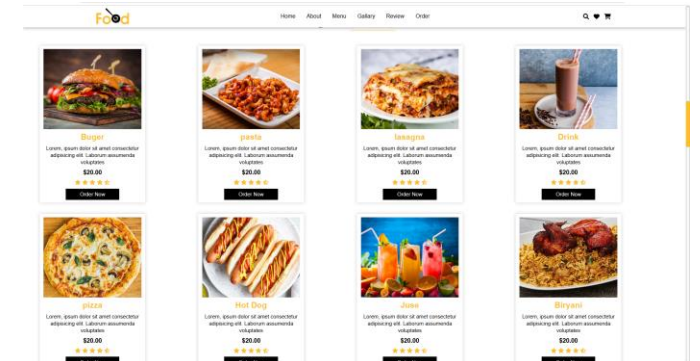 Food
Home About Menu Gallary Review Order
Buger
Lorem, ipsum dolor sit amet consectetur
adipisicing elit. Laborum assumenda
voluptates
$20.00
Order Now
pasta
Lorem, ipsum dolor sit amet consectetur
adipisicing elit. Laborum assumenda
voluptates
$20.00
Order Now
lasagna
Lorem, ipsum dolor sit amet consectetur
adipisicing elit. Laborum assumenda
voluptates
$20.00
Order Now
Drink
Lorem, ipsum dolor sit amet consectetur
adipisicing elit. Laborum assumenda
voluptates
$20.00
Order Now
pizza
Lorem, ipsum dolor sit amet consectetur
adipisicing elit. Laborum assumenda
voluptates
$20.00
Hot Dog
Lorem, ipsum dolor sit amet consectetur
adipisicing elit. Laborum assumenda
voluptates
$20.00
Juse
Lorem, ipsum dolor sit amet consectetur
adipisicing elit. Laborum assumenda
voluptates
$20.00
Biryani
Lorem, ipsum dolor sit amet consectetur
adipisicing elit. Laborum assumenda
voluptates
$20.00